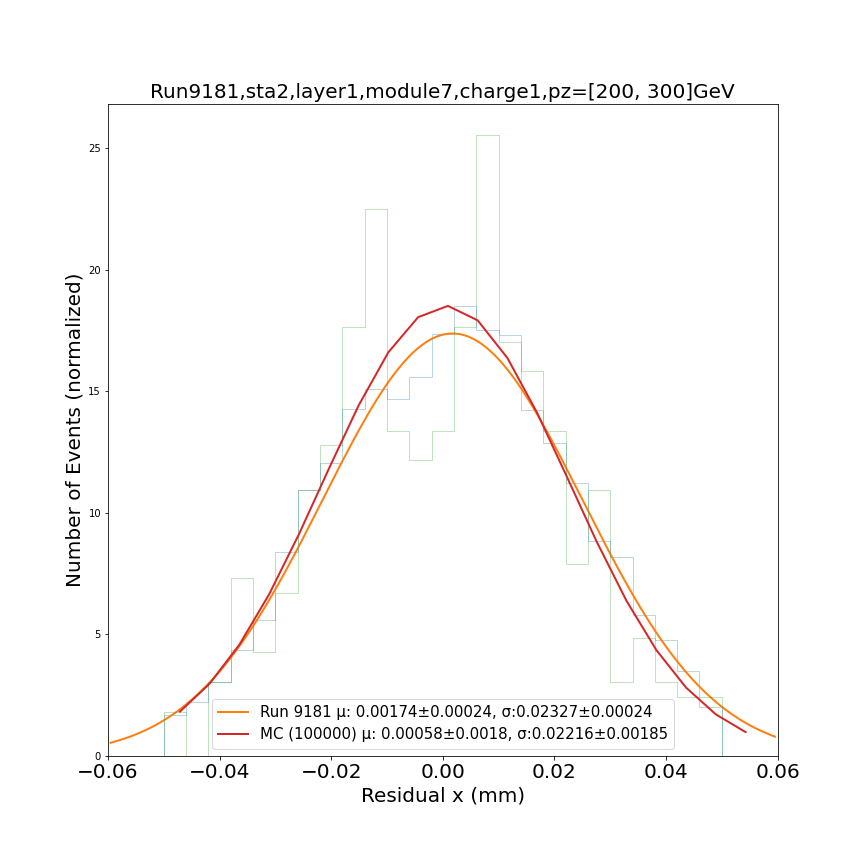 Run9181,sta2,layer1,module7,charge1,pz=[200, 300]GeV
Number of Events (normalized)
25
20
15
10
5
0
Run 9181 μ: 0.00174±0.00024, σ:0.02327±0.00024
MC (100000) μ: 0.00058±0.0018, σ:0.02216±0.00185
−0.06 −0.04 −0.02 0.00 0.02 0.04 0.06
Residual x (mm)